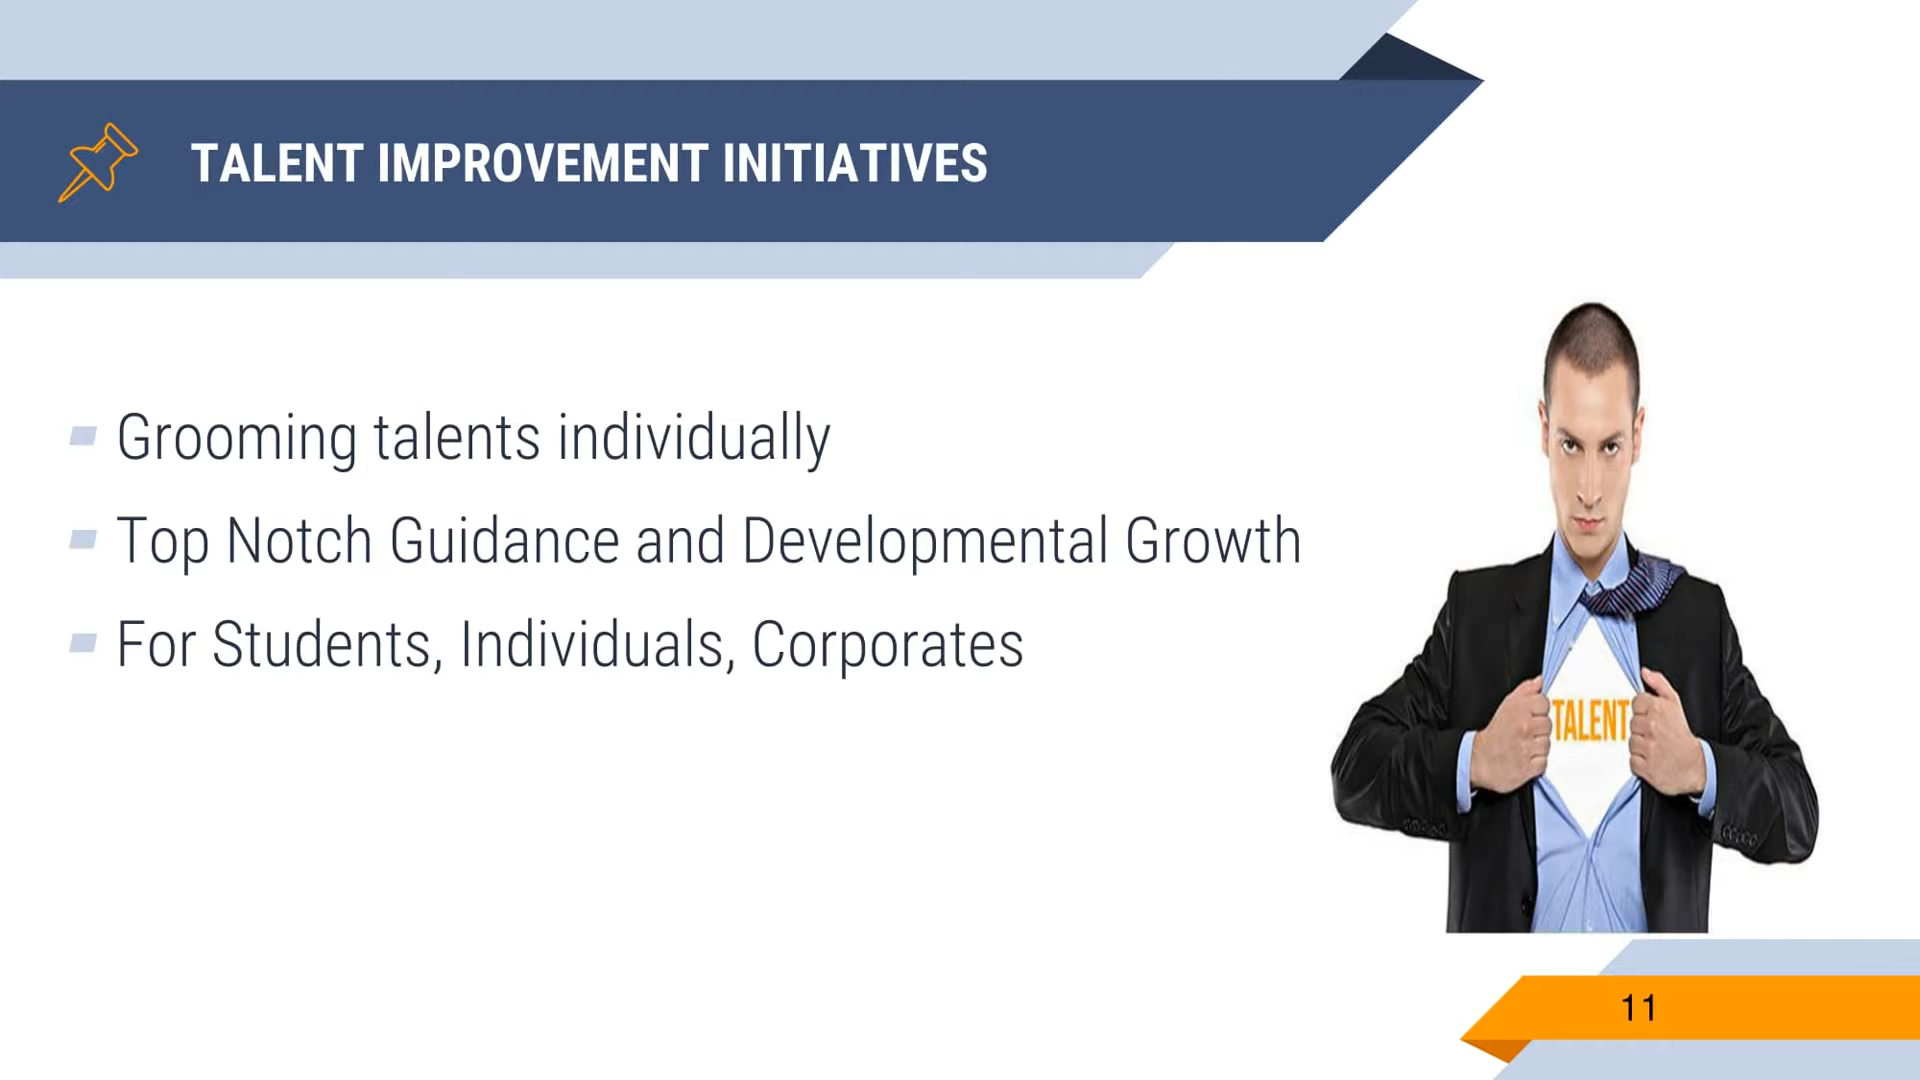 TALENT IMPROVEMENT INITIATIVES
Grooming talents individually
Top Notch Guidance and Developmental Growth
For Students, Individuals, Corporates
TALENT
11